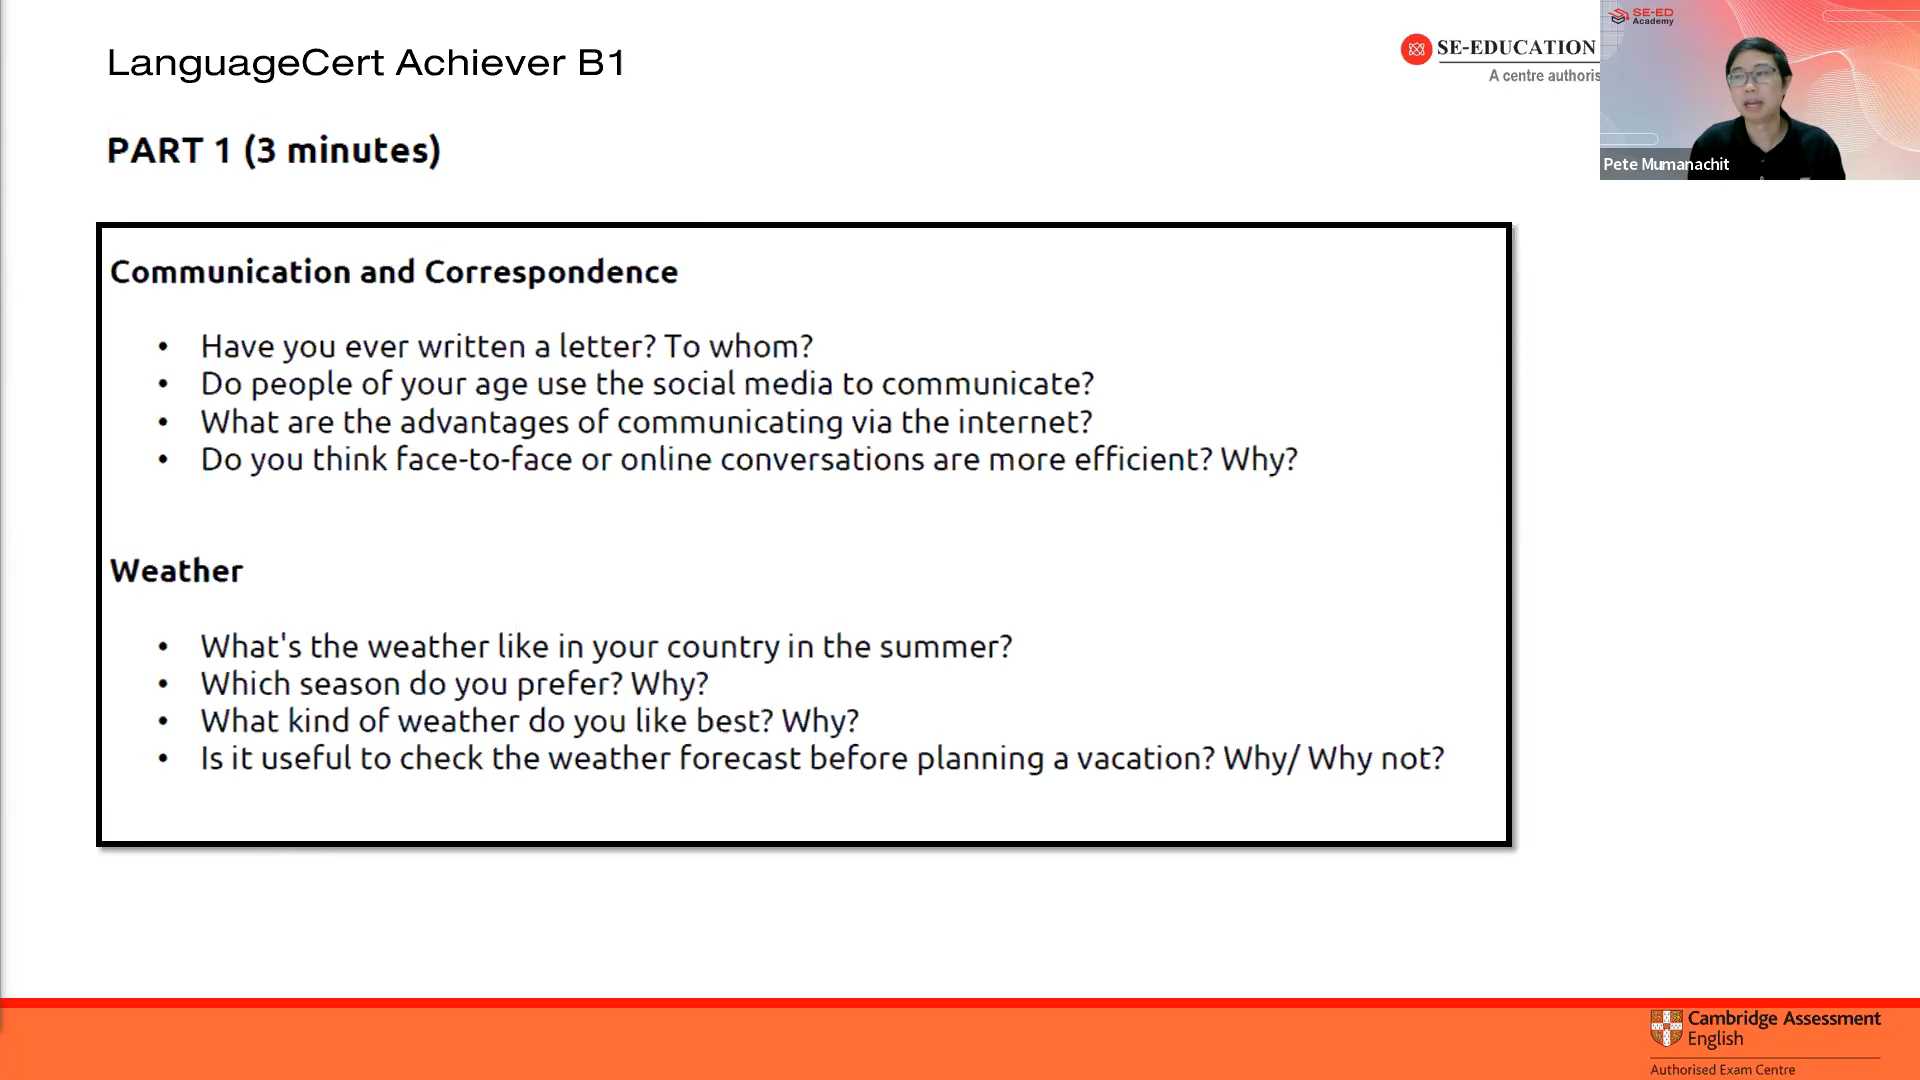 LanguageCert Achiever B1
SE-EDUCATION
A centre authoris
SE-ED
Academy
Pete Mumanachit
PART 1 (3 minutes)
Communication and Correspondence
• Have you ever written a letter? To whom?
• Do people of your age use the social media to communicate?
• What are the advantages of communicating via the internet?
• Do you think face-to-face or online conversations are more efficient? Why?
Weather
• What's the weather like in your country in the summer?
• Which season do you prefer? Why?
• What kind of weather do you like best? Why?
• Is it useful to check the weather forecast before planning a vacation? Why/ Why not?
Cambridge Assessment
English
Authorised Exam Centre